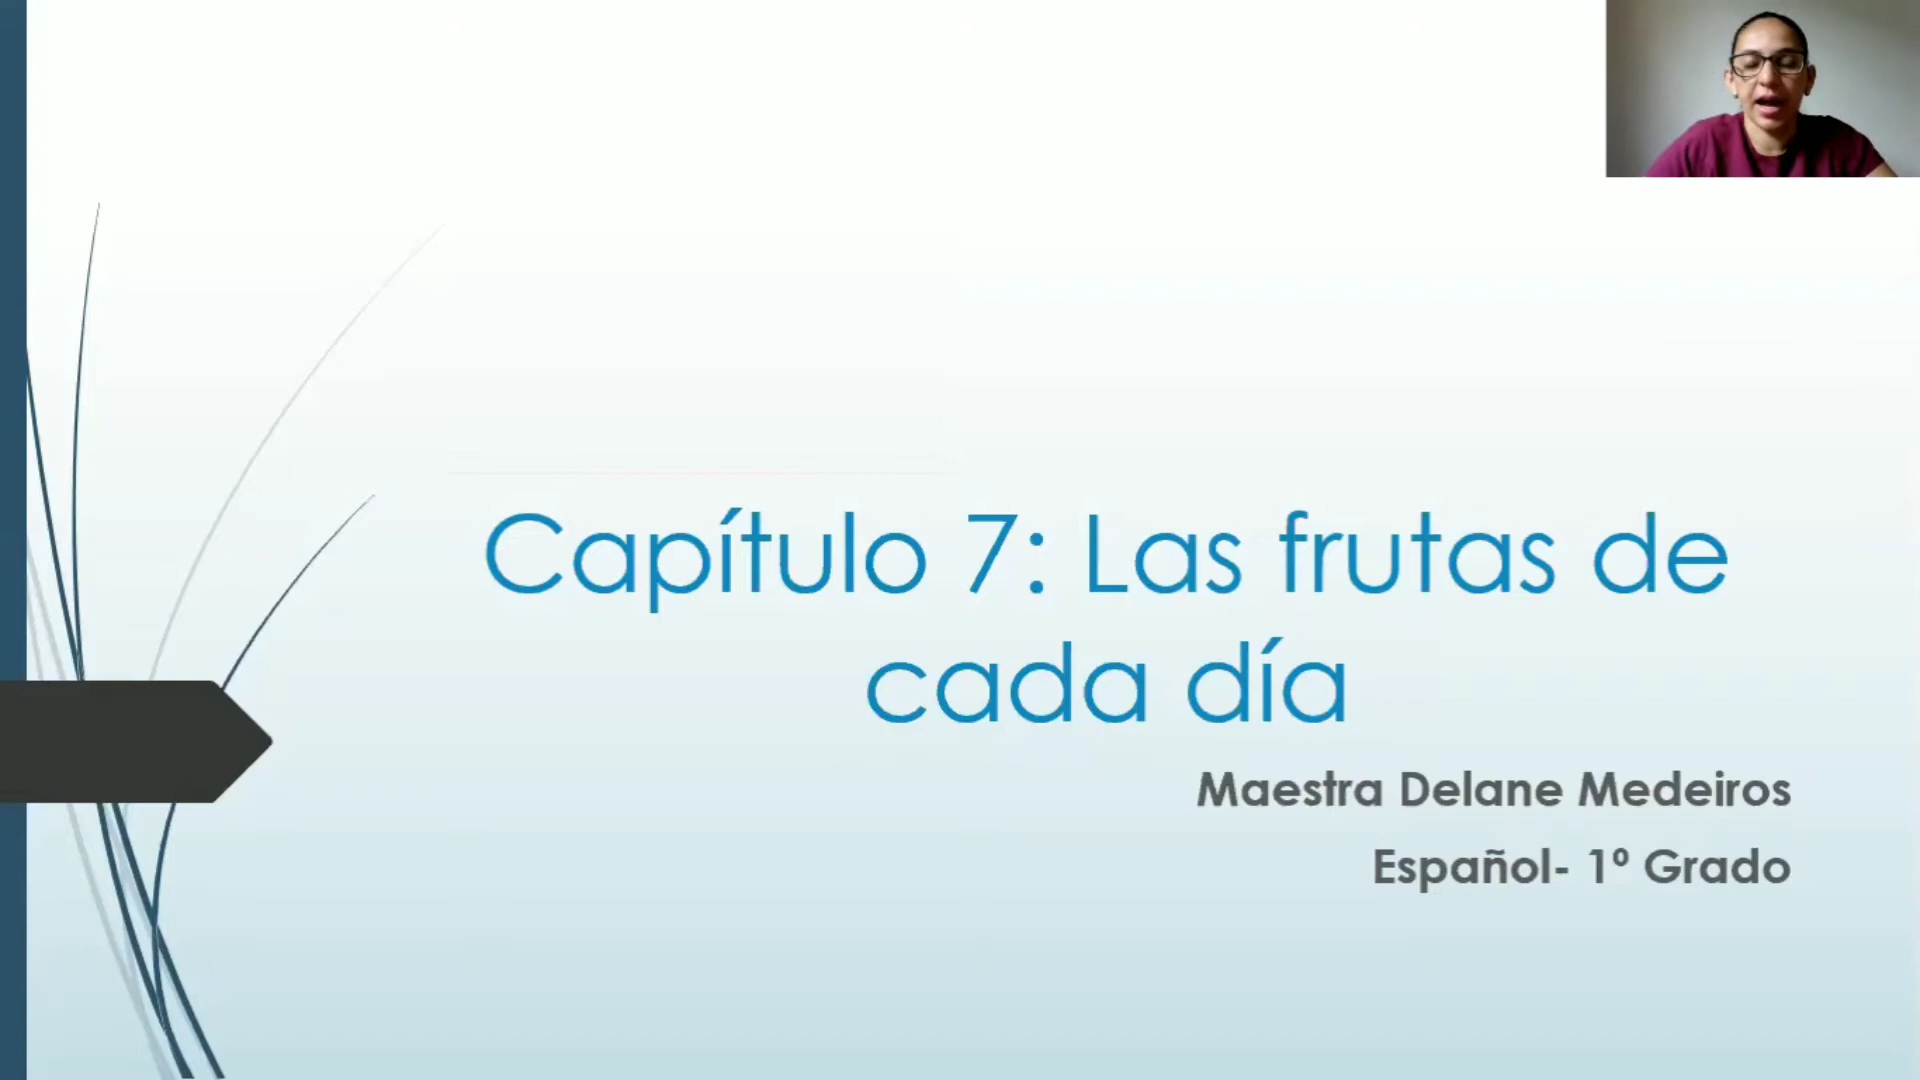 Capítulo 7: Las frutas de
cada día
Maestra Delane Medeiros
Español- 1º Grado